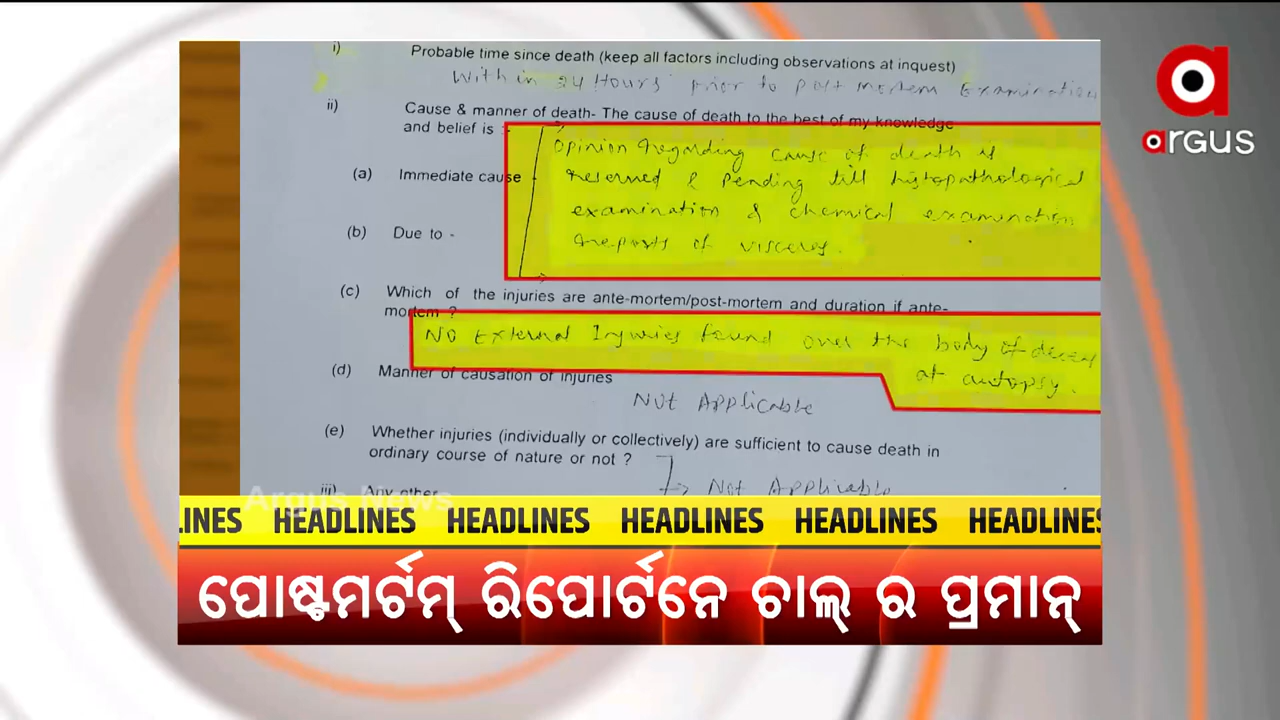 i) Probable time since death (keep all factors including observations at inquest)
Within 24 Hours prior to post mortem Examination
ii) Cause & manner of death- The cause of death to the best of my knowledge
and belief is :-
Opinion regarding cause of death is
(a) Immediate cause -
reserved & pending till histopathological
examination & chemical examination
(b) Due to -
reports of viscera.
(c) Which of the injuries are ante-mortem/post-mortem and duration if ante-
mortem ?
No External Injuries found over the body of
at autopsy.
(d) Manner of causation of injuries
Not Applicable
(e) Whether injuries (individually or collectively) are sufficient to cause death in
ordinary course of nature or not ?
Not Applicable
iii) Any other
Argus News
argus
LINES HEADLINES HEADLINES HEADLINES HEADLINES HEADLINES
ପୋଷ୍ଟମର୍ଟମ୍ ରିପୋର୍ଟନେ ଚାଲ୍ ର ପ୍ରମାନ୍